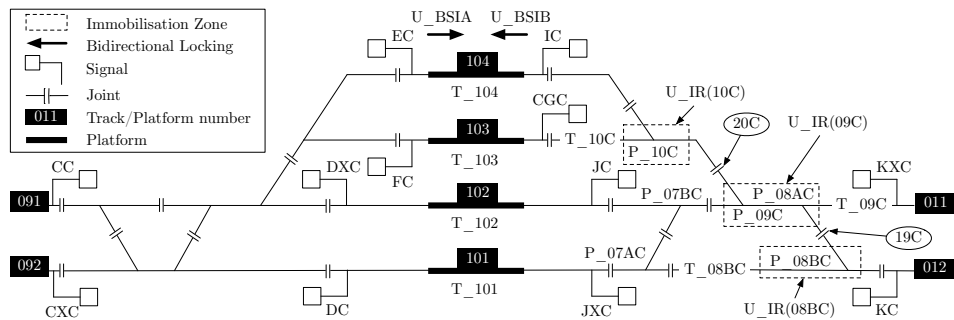 Immobilisation Zone
Bidirectional Locking
Signal
Joint
011 Track/Platform number
Platform
U_BSIA U_BSIB
EC IC
104
T_104
CGC
U_IR(10C)
103
T_103
T_10C
P_10C
20C
U_IR(09C)
FC
CC
DXC
JC
KXC
091
102
T_102
P_07BC
P_08AC
P_09C
T_09C
011
19C
092
101
T_101
P_07AC
T_08BC
P_08BC
012
CXC
DC
JXC
U_IR(08BC)
KC